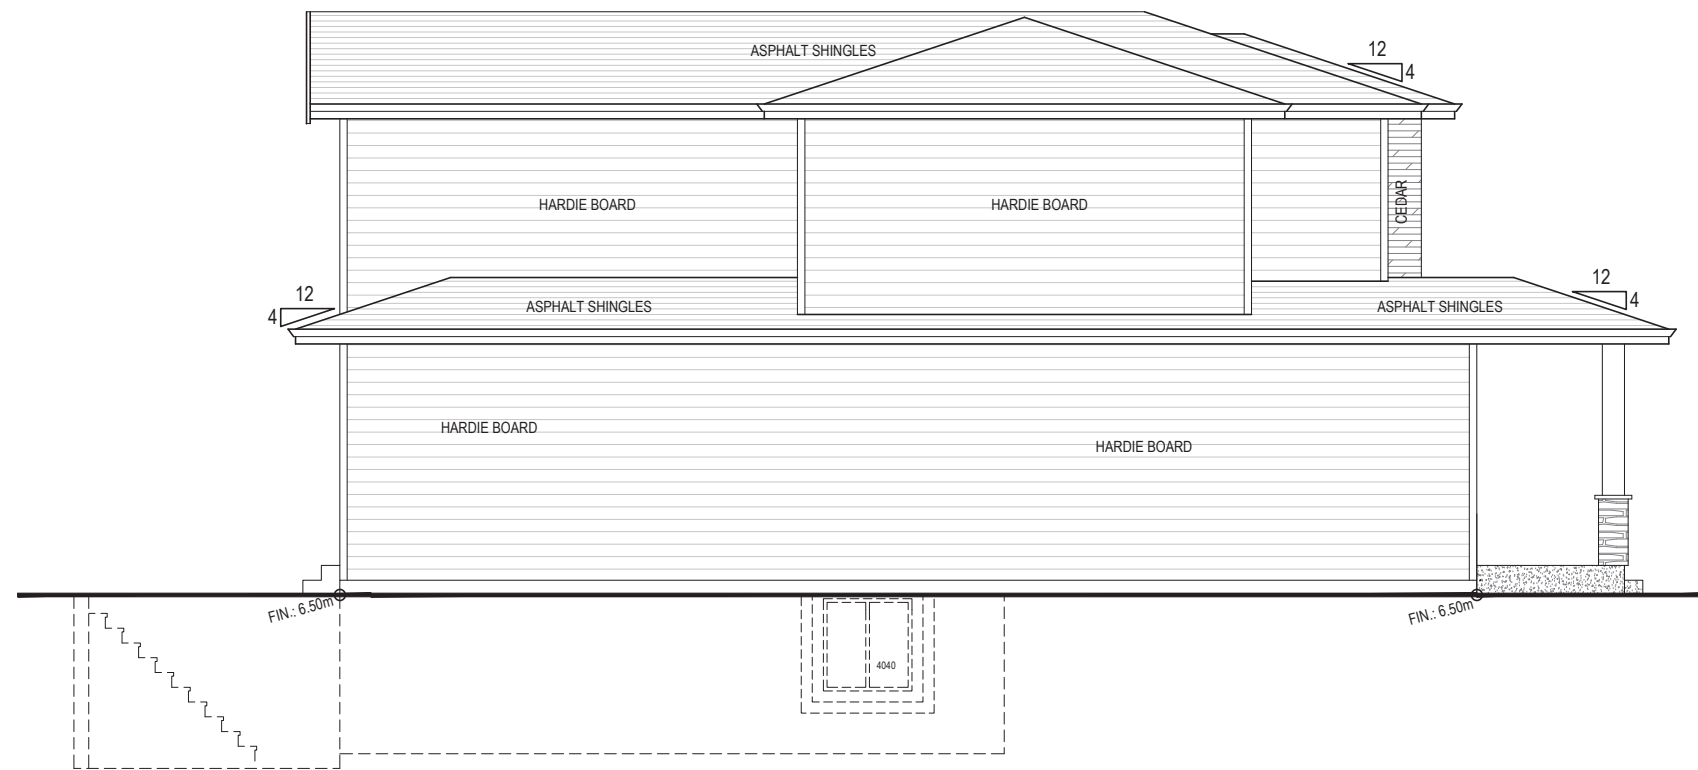 ASPHALT SHINGLES
12
4
HARDIE BOARD
HARDIE BOARD
CEDAR
12
4
ASPHALT SHINGLES
ASPHALT SHINGLES
12
4
HARDIE BOARD
HARDIE BOARD
FIN.: 6.50m
FIN.: 6.50m
4040